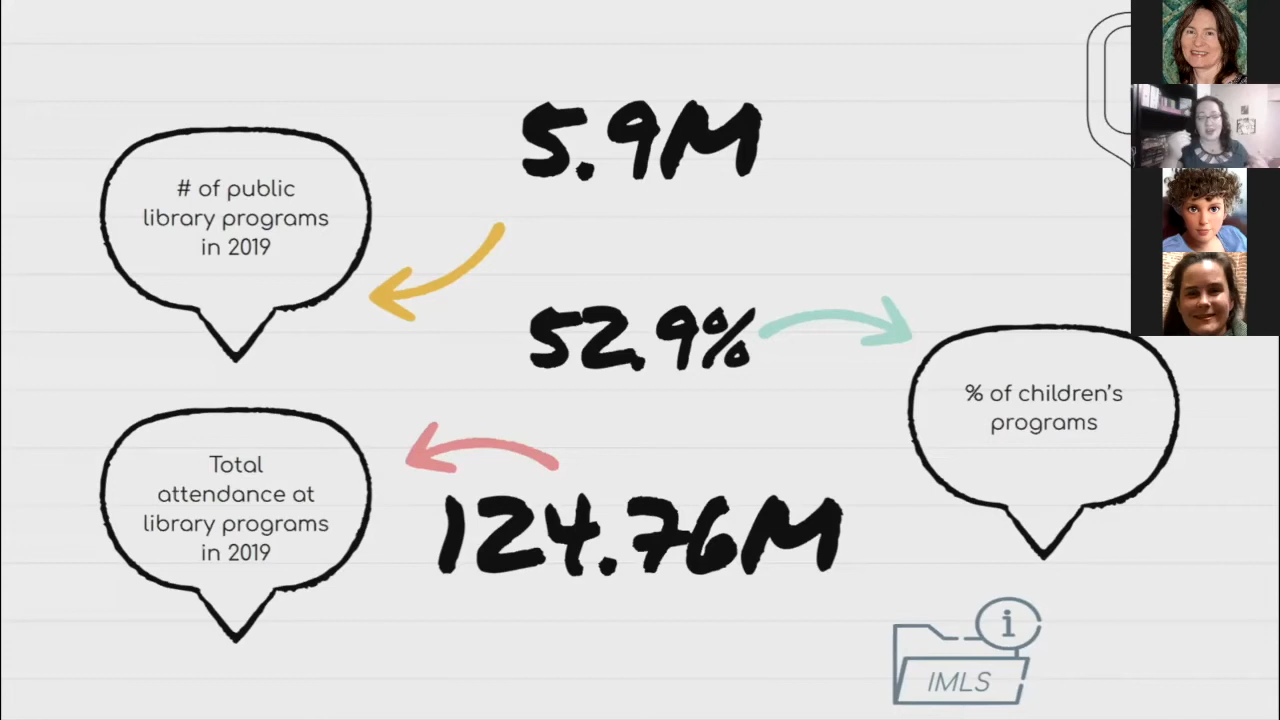 5.9M
# of public
library programs
in 2019
52.9%
% of children's
programs
Total
attendance at
library programs
in 2019
124.76M
i
IMLS